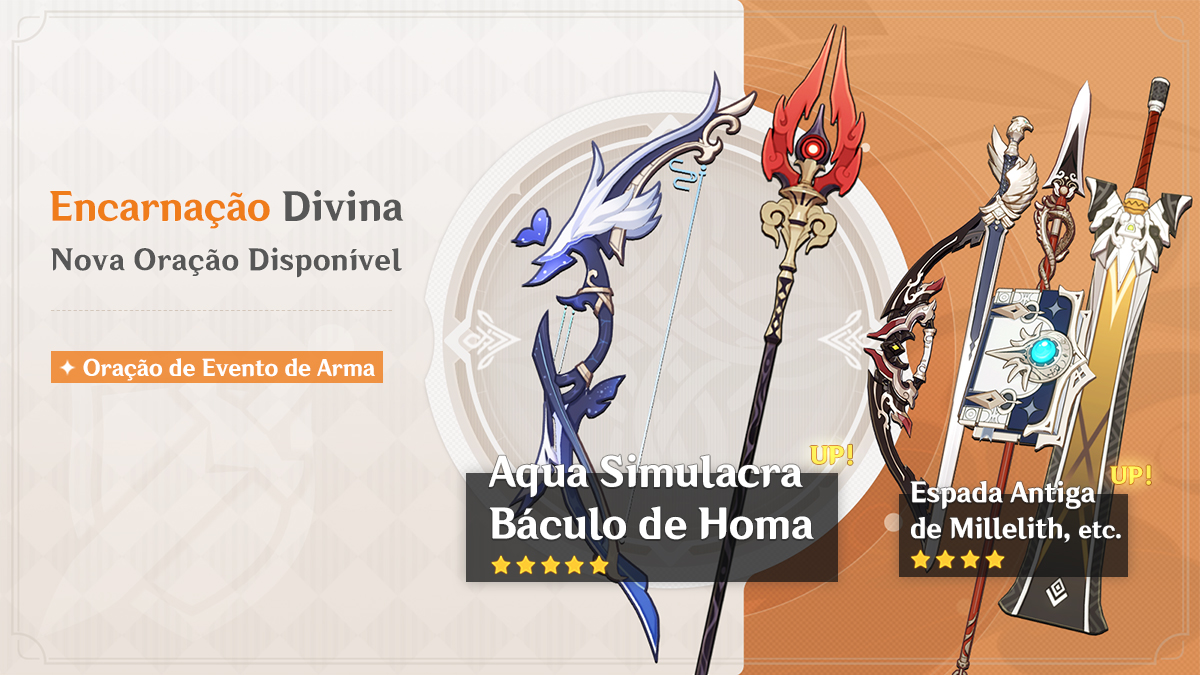 Encarnação Divina
Nova Oração Disponível
✦ Oração de Evento de Arma
UP!
Aqua Simulacra
Báculo de Homa
UP!
Espada Antiga
de Millelith, etc.